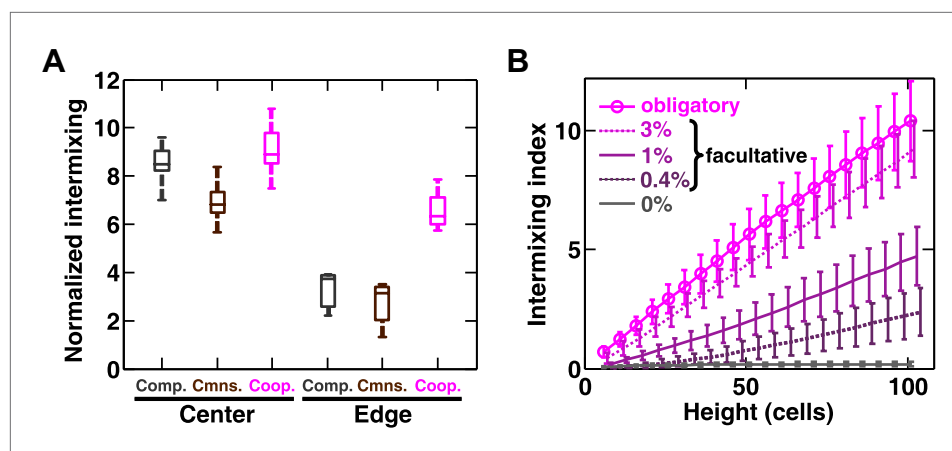 A
Normalized intermixing
12
10
8
6
4
2
0
Comp. Cmns. Coop. Comp. Cmns. Coop.
Center Edge
B
Intermixing index
10
5
0
obligatory
3%
1%
0.4%
facultative
0%
0 50 100
Height (cells)